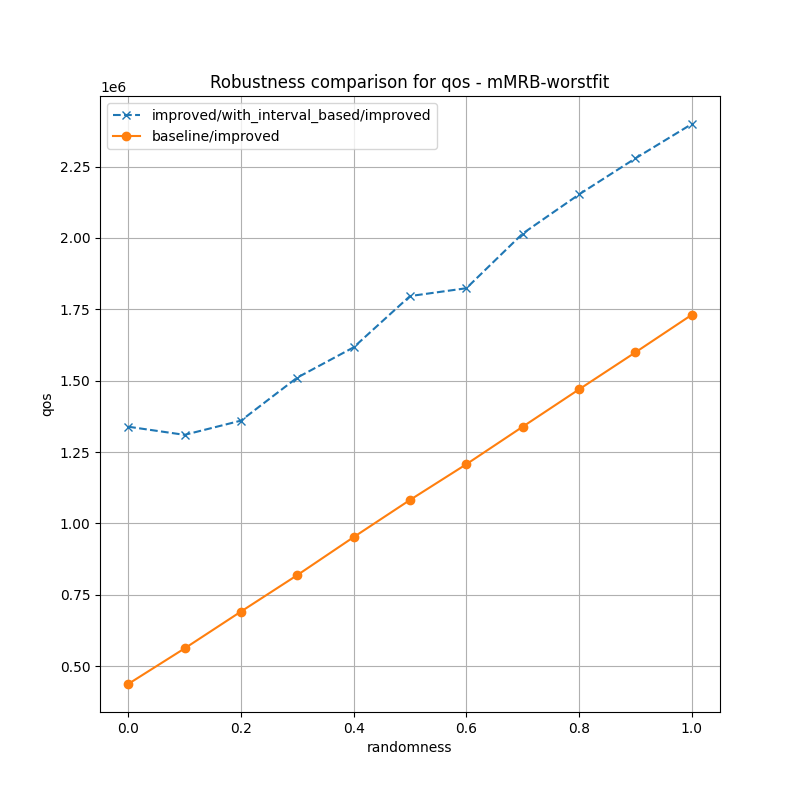 Robustness comparison for qos - mMRB-worstfit
1e6
improved/with_interval_based/improved
baseline/improved
2.25
2.00
1.75
1.50
1.25
1.00
0.75
0.50
qos
0.0 0.2 0.4 0.6 0.8 1.0
randomness